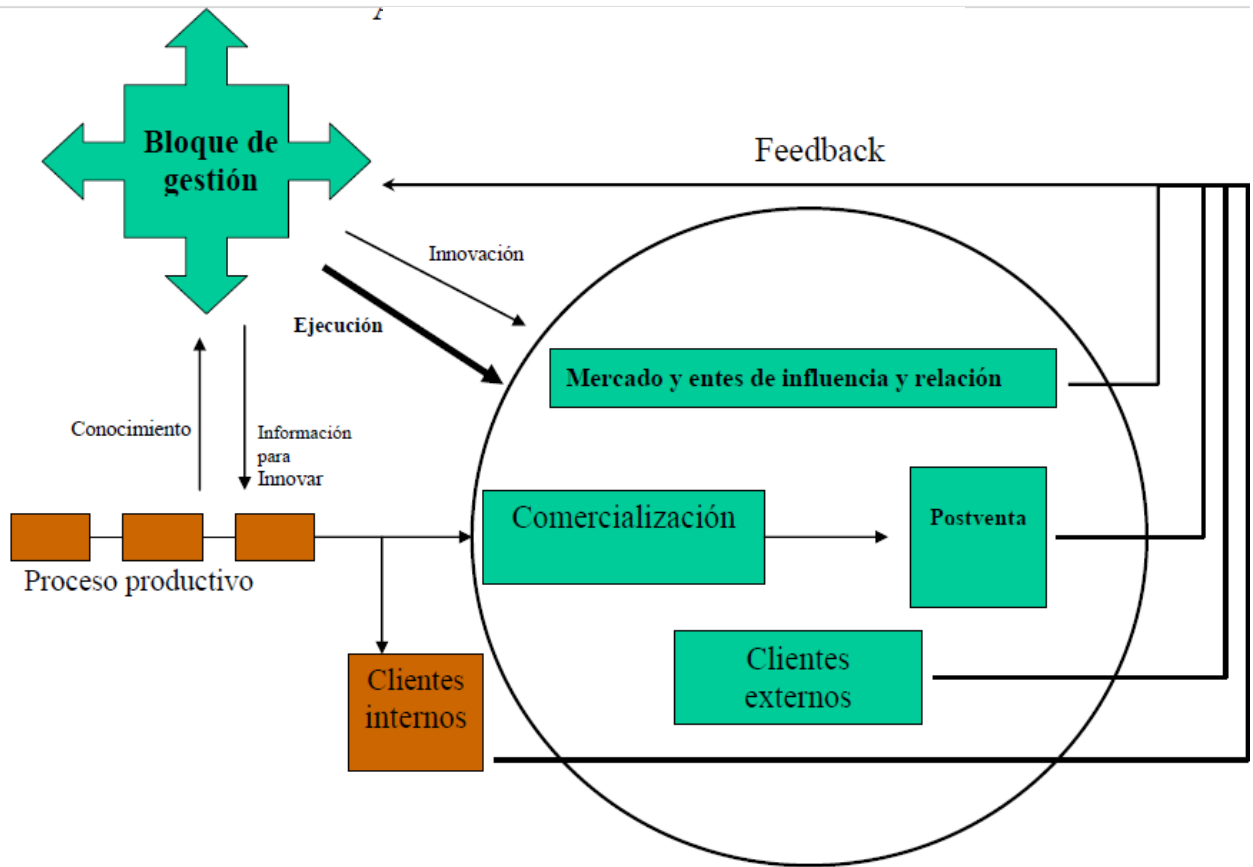 Bloque de
gestión
Feedback
Innovación
Ejecución
Mercado y entes de influencia y relación
Conocimiento
Información
para
Innovar
Comercialización
Postventa
Proceso productivo
Clientes
internos
Clientes
externos